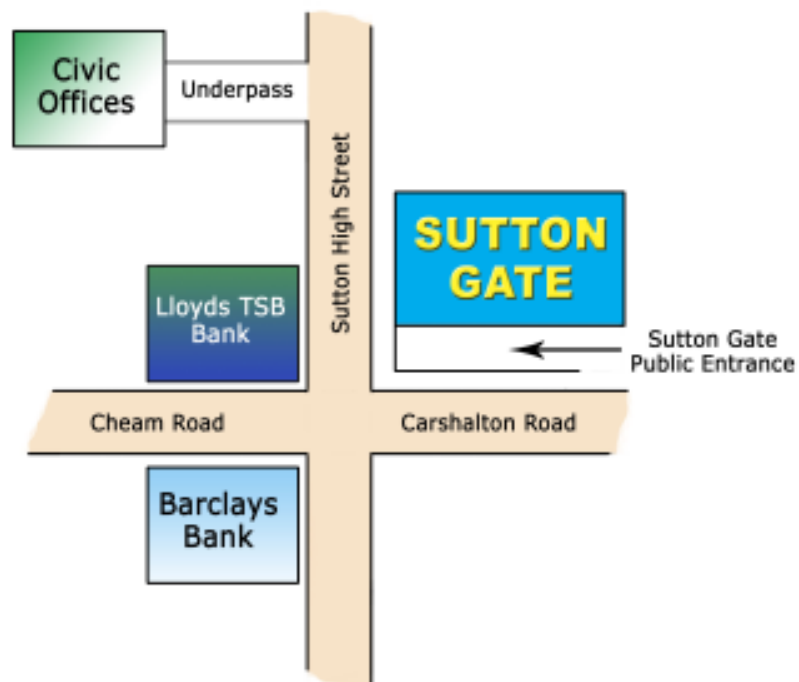 Civic
Offices
Underpass
Sutton High Street
SUTTON
GATE
Lloyds TSB
Bank
Sutton Gate
Public Entrance
Cheam Road
Carshalton Road
Barclays
Bank